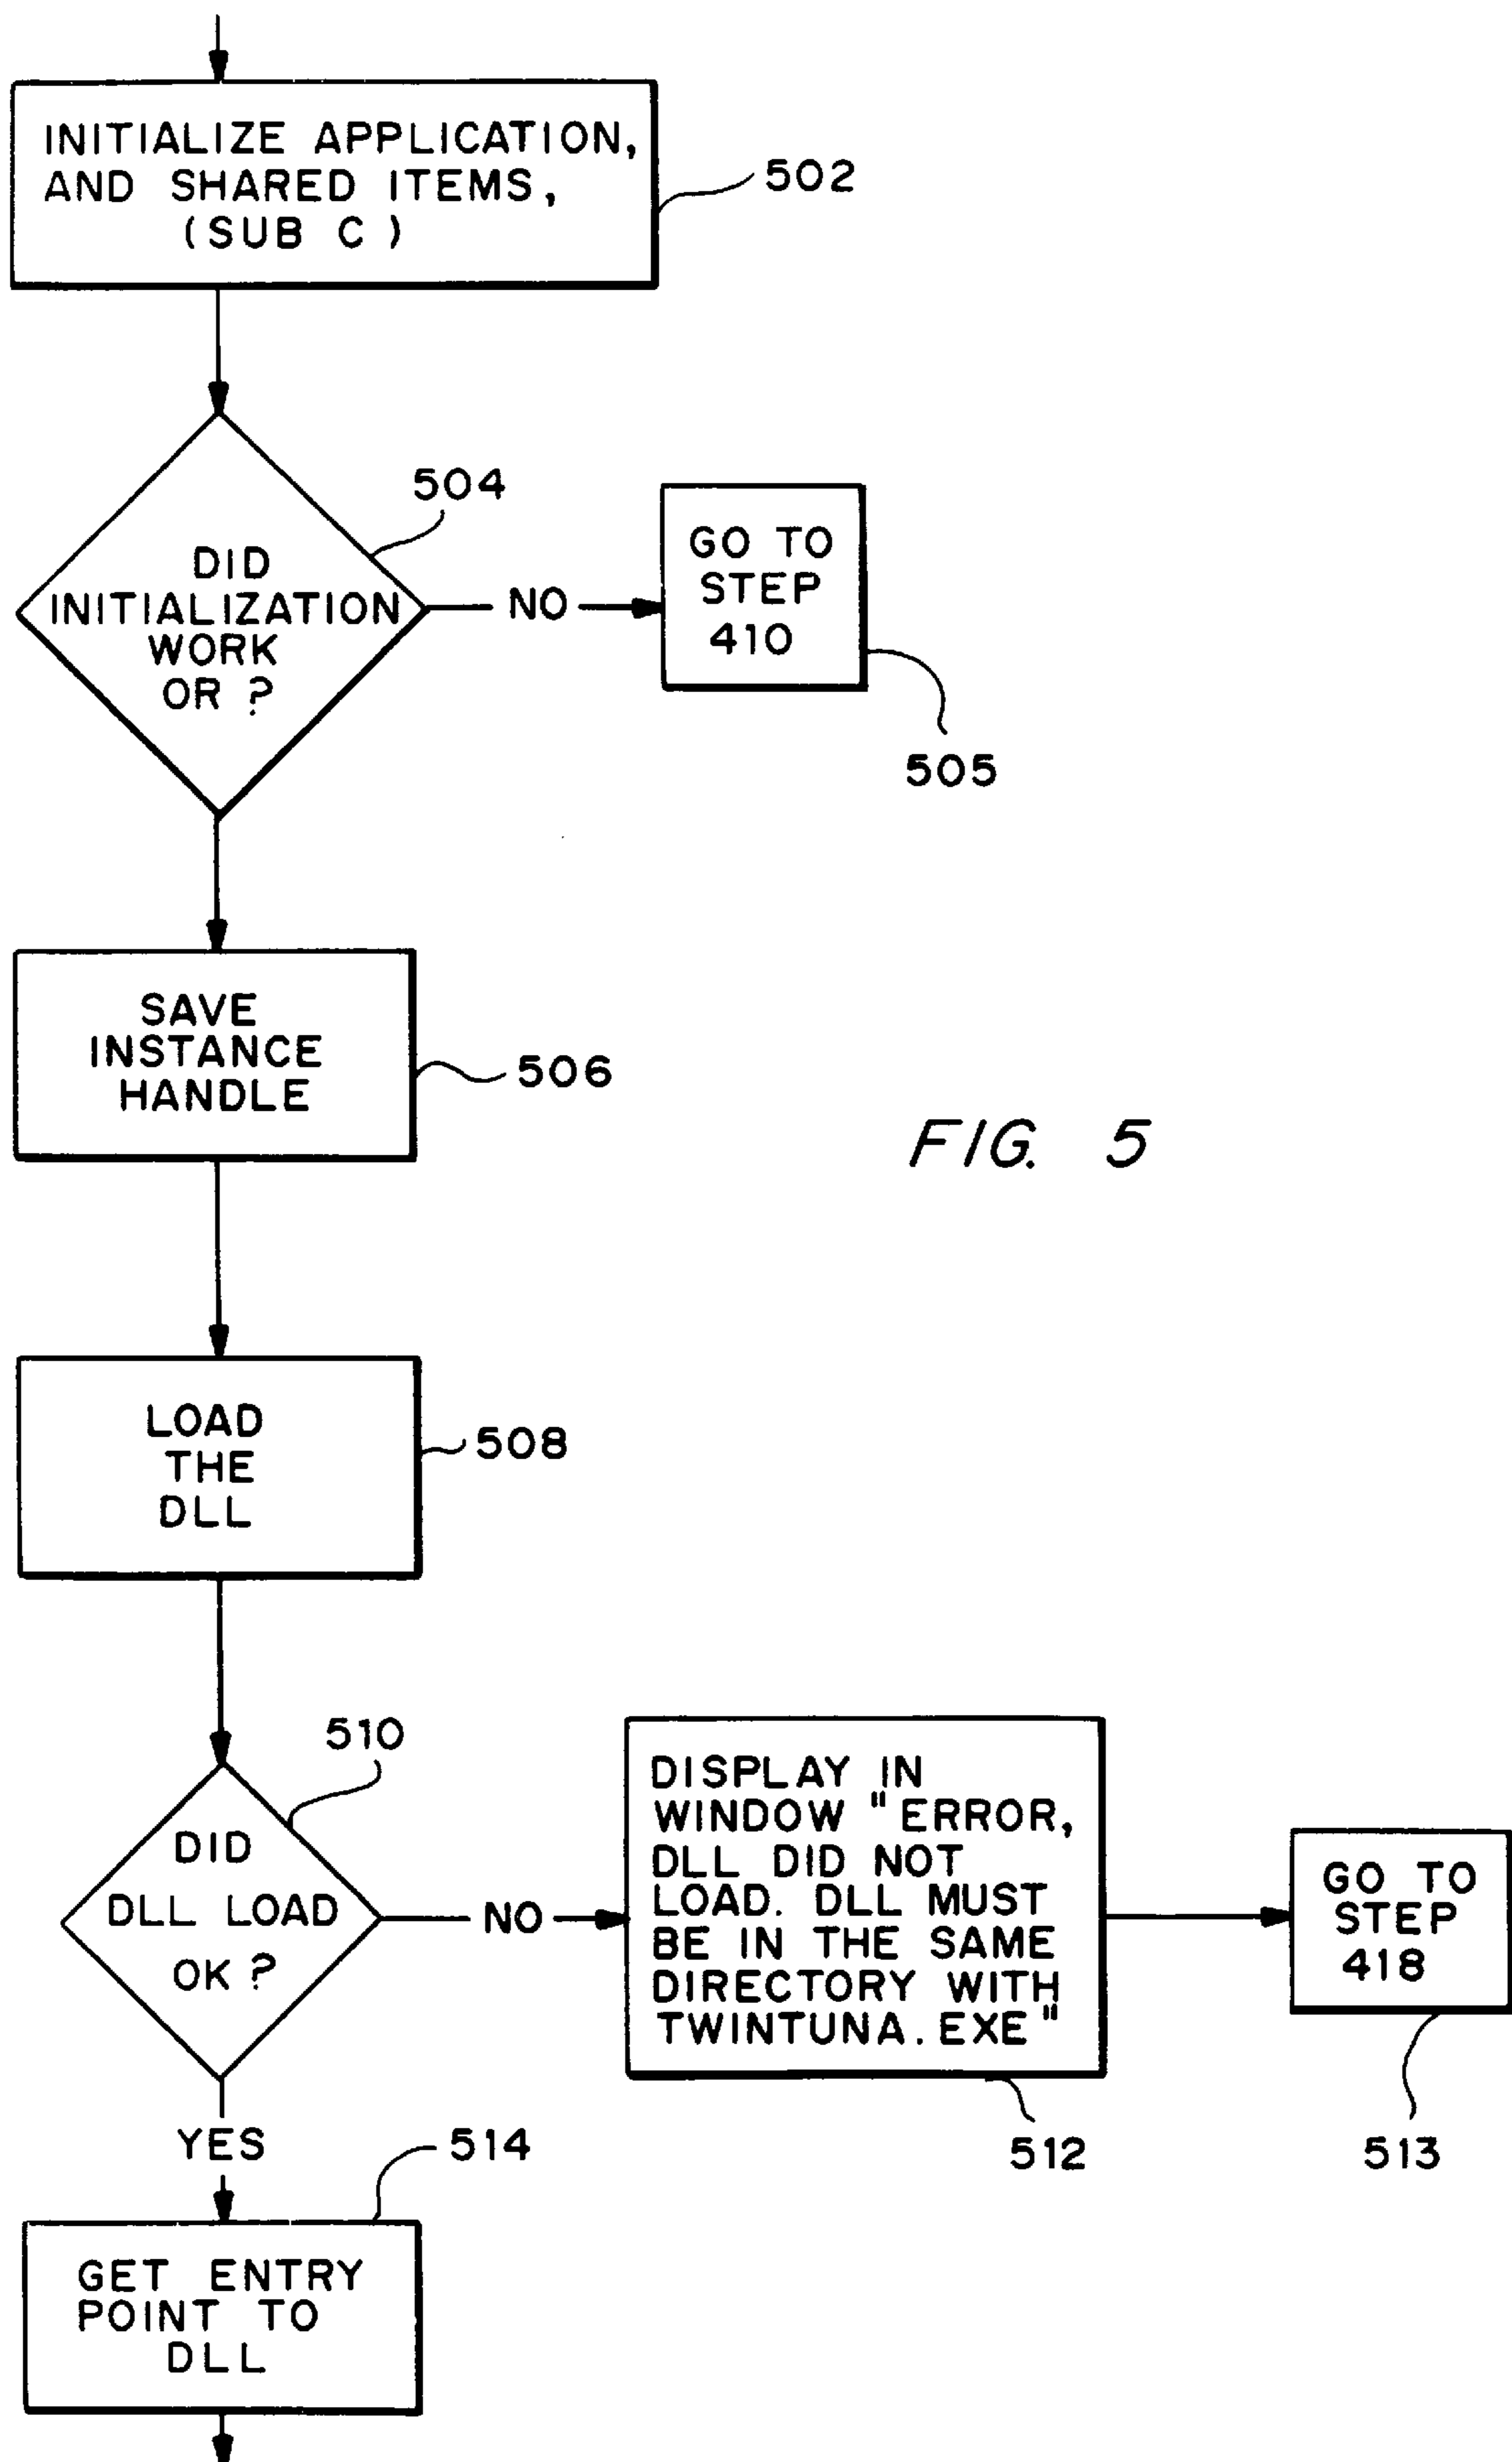 INITIALIZE APPLICATION,
AND SHARED ITEMS,
(SUB C)
502
504
DID
INITIALIZATION
WORK
OR ?
NO
GO TO
STEP
410
505
SAVE
INSTANCE
HANDLE
506
FIG. 5
LOAD
THE
DLL
508
510
DID
DLL LOAD
OK ?
NO
DISPLAY IN
WINDOW "ERROR,
DLL DID NOT
LOAD. DLL MUST
BE IN THE SAME
DIRECTORY WITH
TWINTUNA.EXE"
512
GO TO
STEP
418
513
YES
514
GET ENTRY
POINT TO
DLL